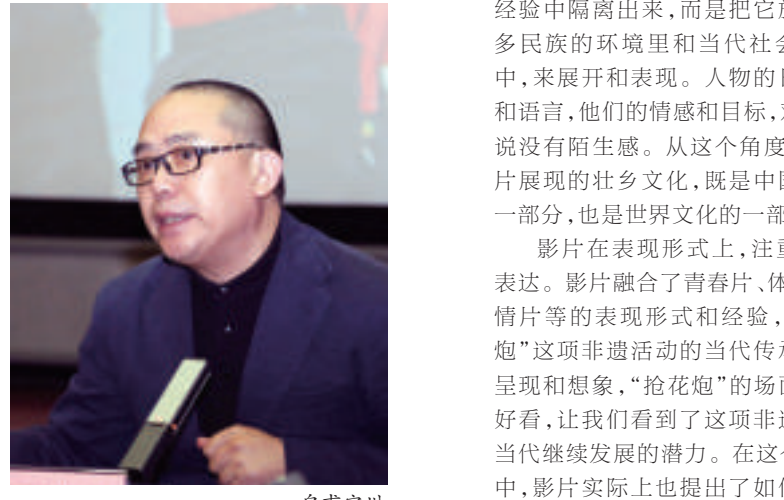 经验中隔离出来,而是把它放
多民族的环境里和当代社会
中,来展开和表现。人物的
和语言,他们的情感和目标,
说没有陌生感。从这个角度
片展现的壮乡文化,既是中国
一部分,也是世界文化的一部
影片在表现形式上,注重
表达。影片融合了青春片、体
情片等的表现形式和经验,
炮”这项非遗活动的当代传承
呈现和想象,“抢花炮”的场面
好看,让我们看到了这项非遗
当代继续发展的潜力。在这个
中,影片实际上也提出了如何